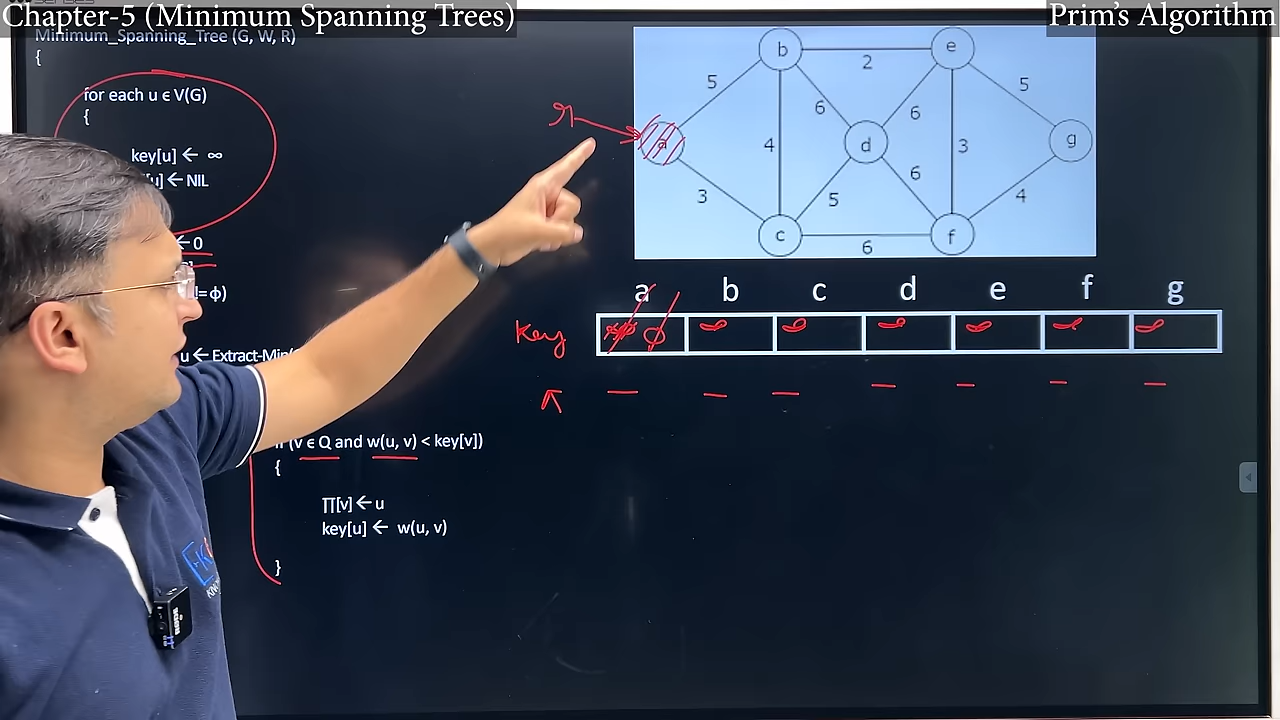 Chapter-5 (Minimum Spanning Trees)
Prim's Algorithm
Minimum_Spanning_Tree (G, W, R)
{
for each u ϵ V(G)
{
key[u] ← ∞
u] ← NIL
← 0
!= ϕ)
u ← Extract-Min(
(v ϵ Q and w(u, v) < key[v])
{
∏[v] ← u
key[u] ← w(u, v)
}
r
b 2 e
5 6 6 5
a 4 d 3 g
3 5 6 4
c 6 f
a b c d e f g
Key ∞ 0 ∞ ∞ ∞ ∞ ∞ ∞
π — — — — — — —